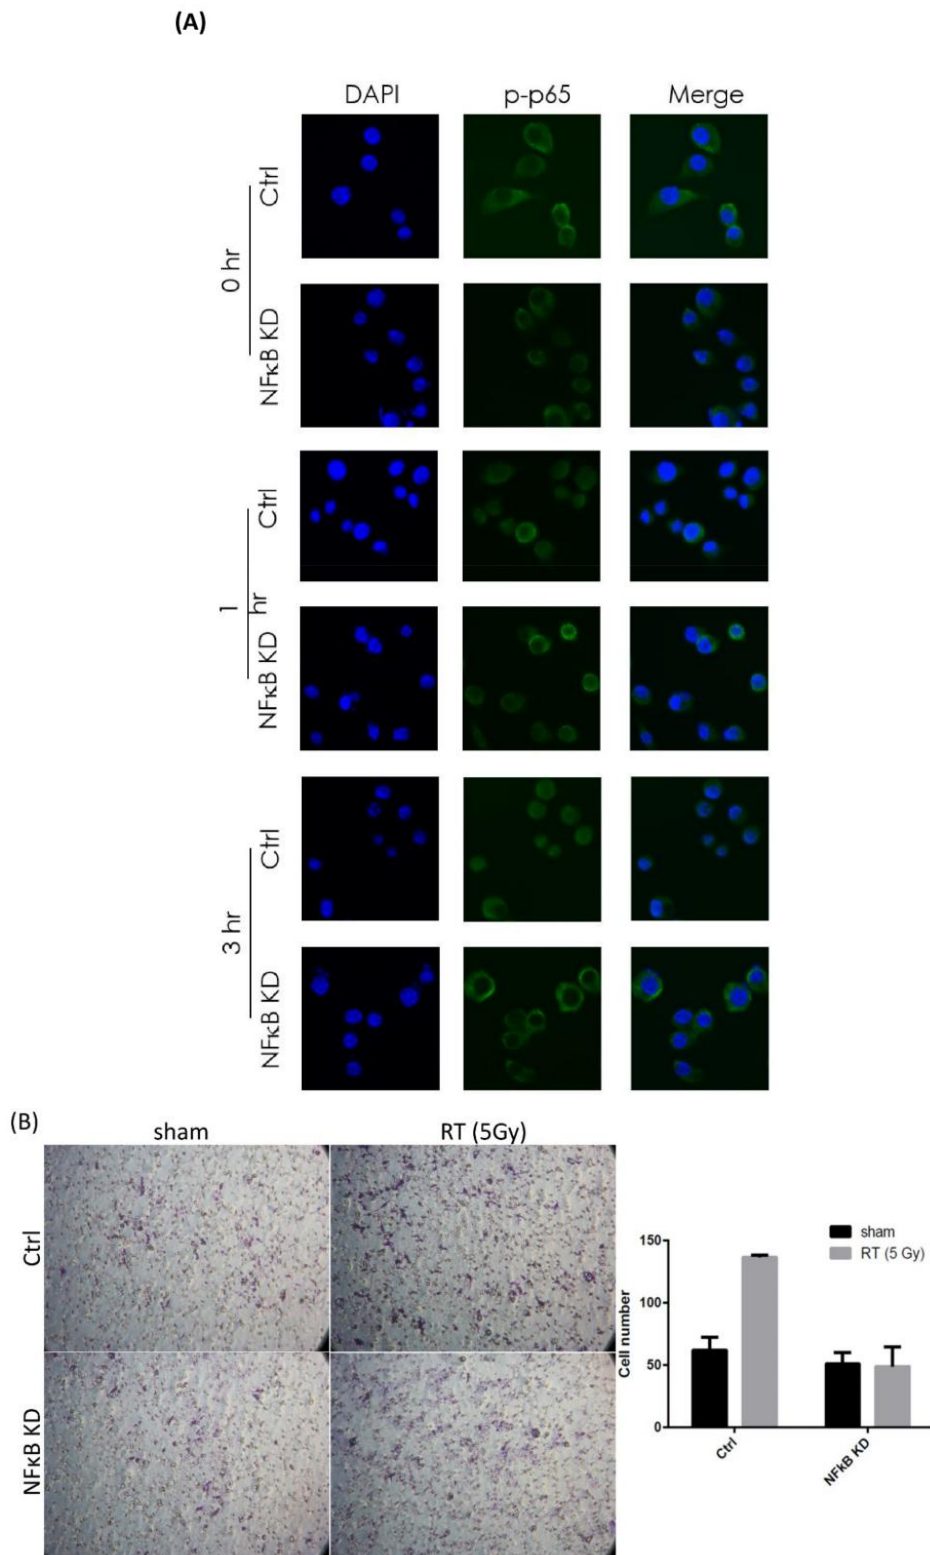 (A)
DAPI p-p65 Merge
0 hr
Ctrl
NFκB KD
1 hr
Ctrl
NFκB KD
3 hr
Ctrl
NFκB KD
(B)
sham RT (5Gy)
Ctrl
NFκB KD
sham
RT (5 Gy)
Cell number
150
100
50
0
Ctrl NFκB KD